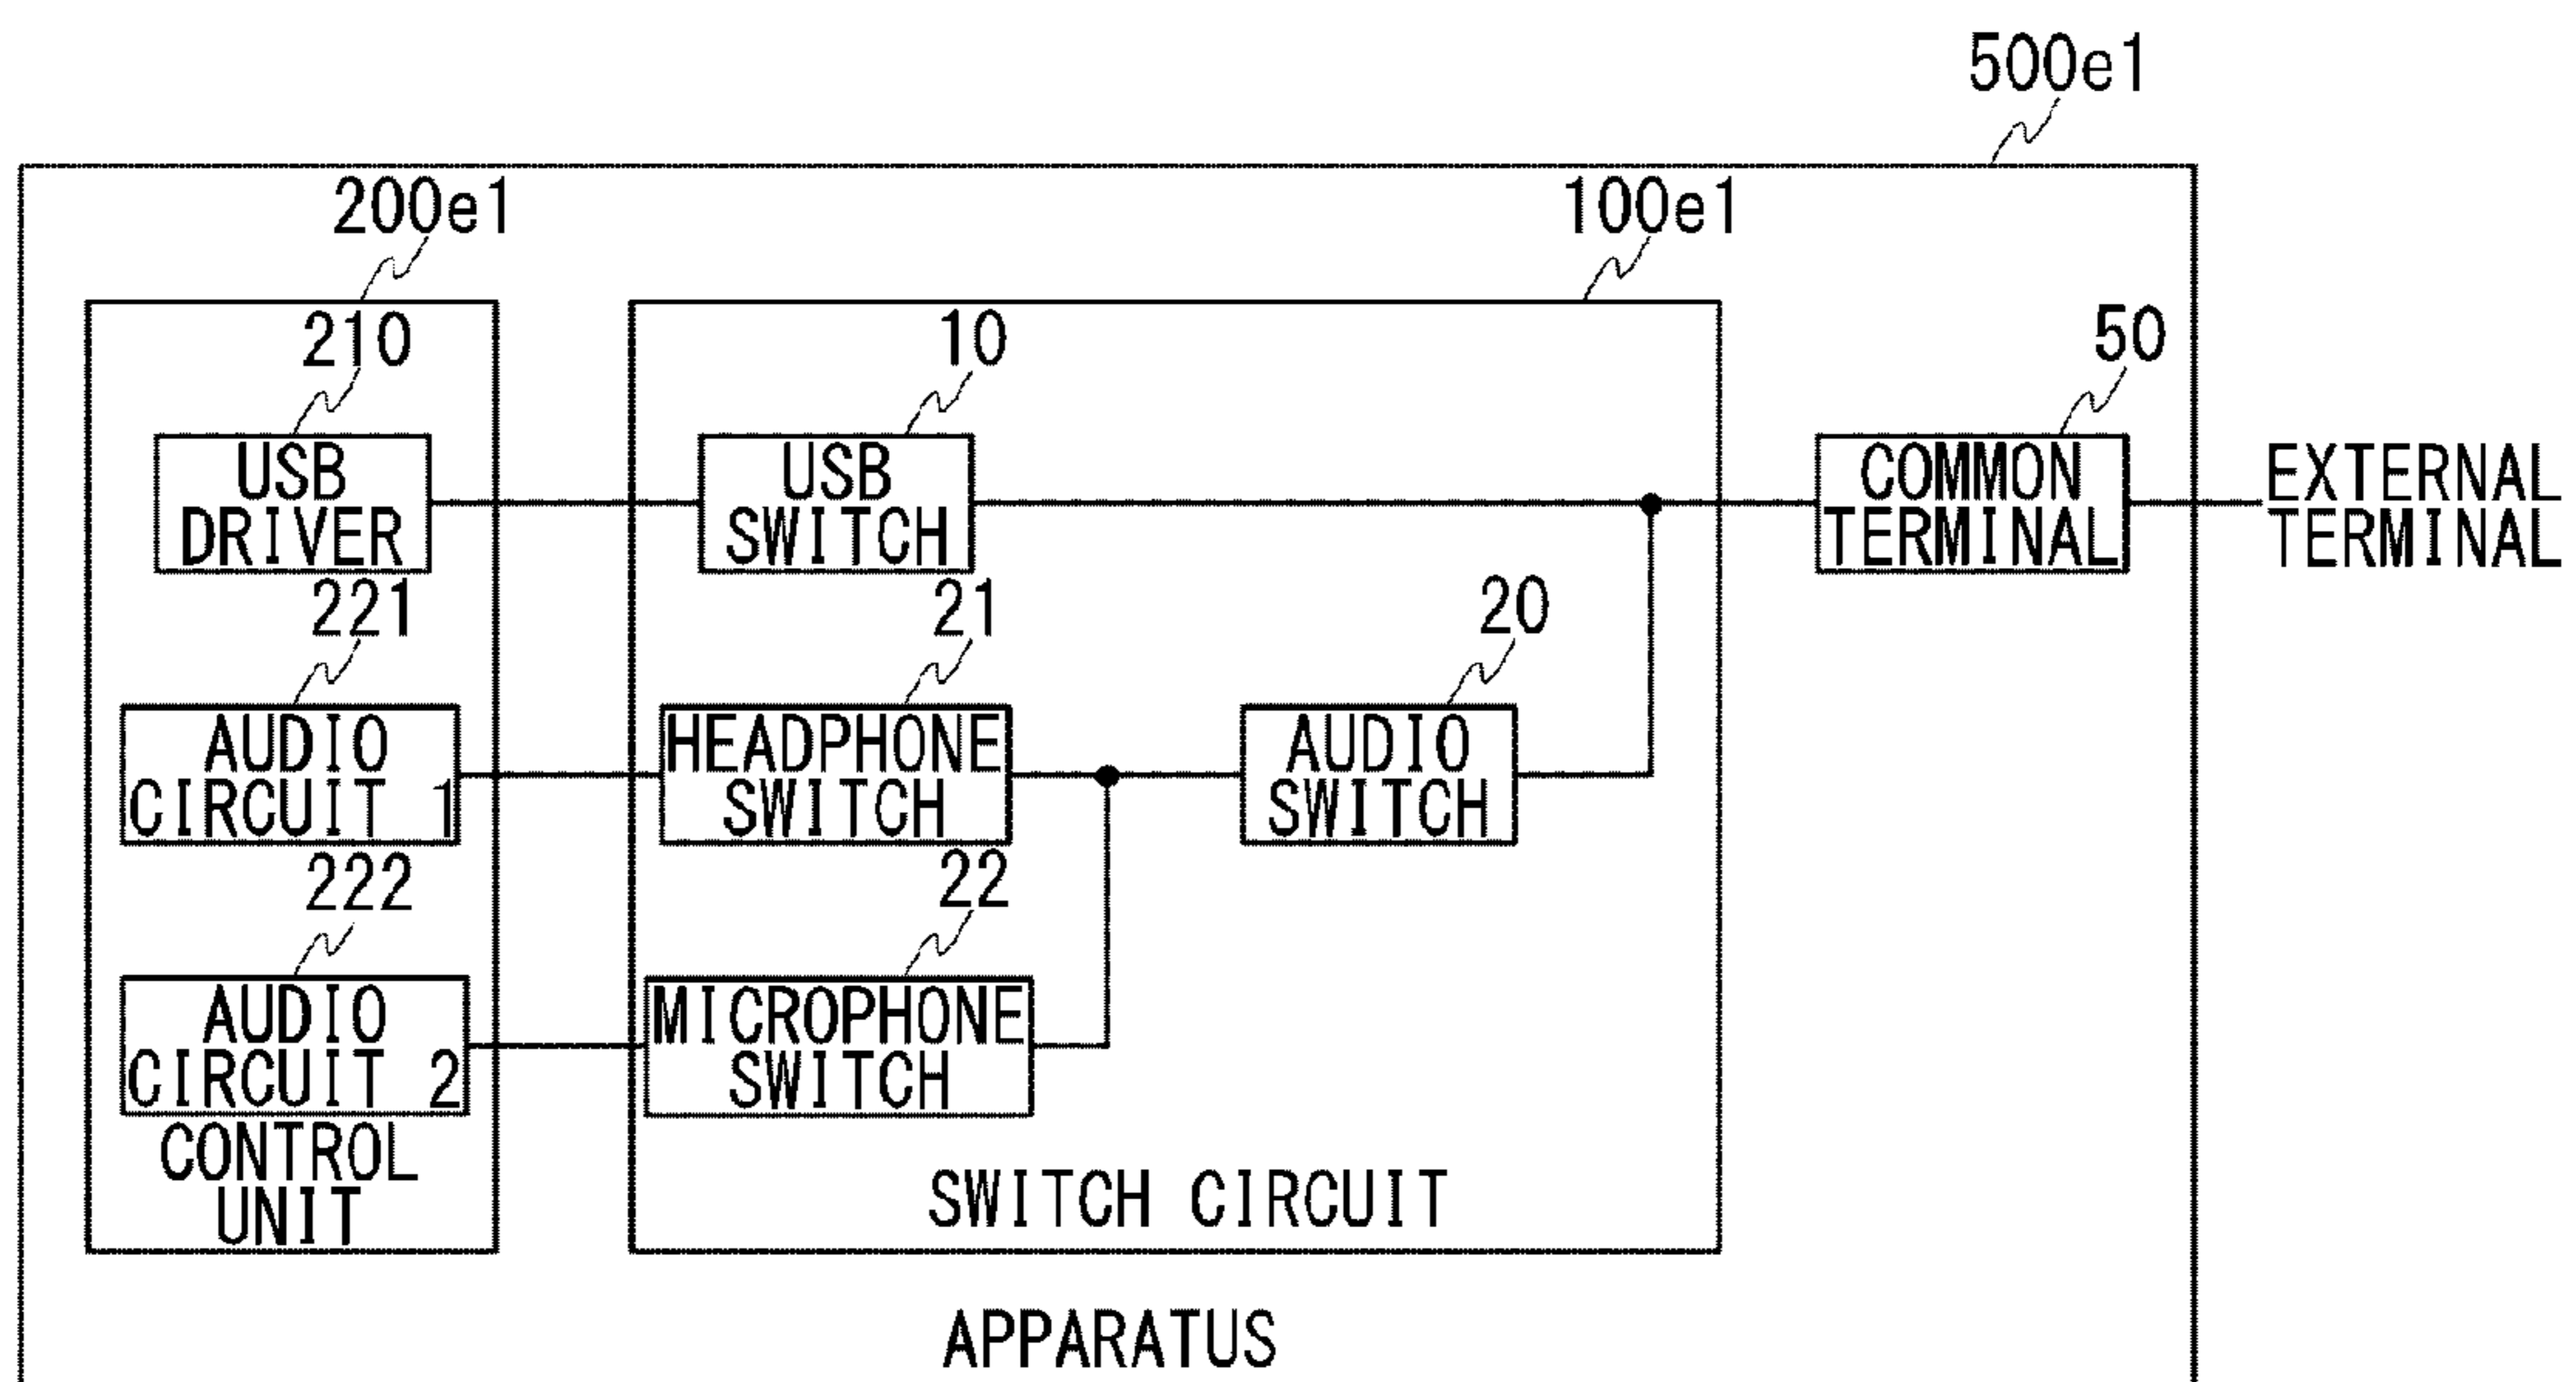 500e1
200e1
100e1
210
10
50
USB
DRIVER
USB
SWITCH
COMMON
TERMINAL
EXTERNAL
TERMINAL
221
21
20
AUDIO
CIRCUIT 1
HEADPHONE
SWITCH
AUDIO
SWITCH
222
22
AUDIO
CIRCUIT 2
MICROPHONE
SWITCH
CONTROL
UNIT
SWITCH CIRCUIT
APPARATUS